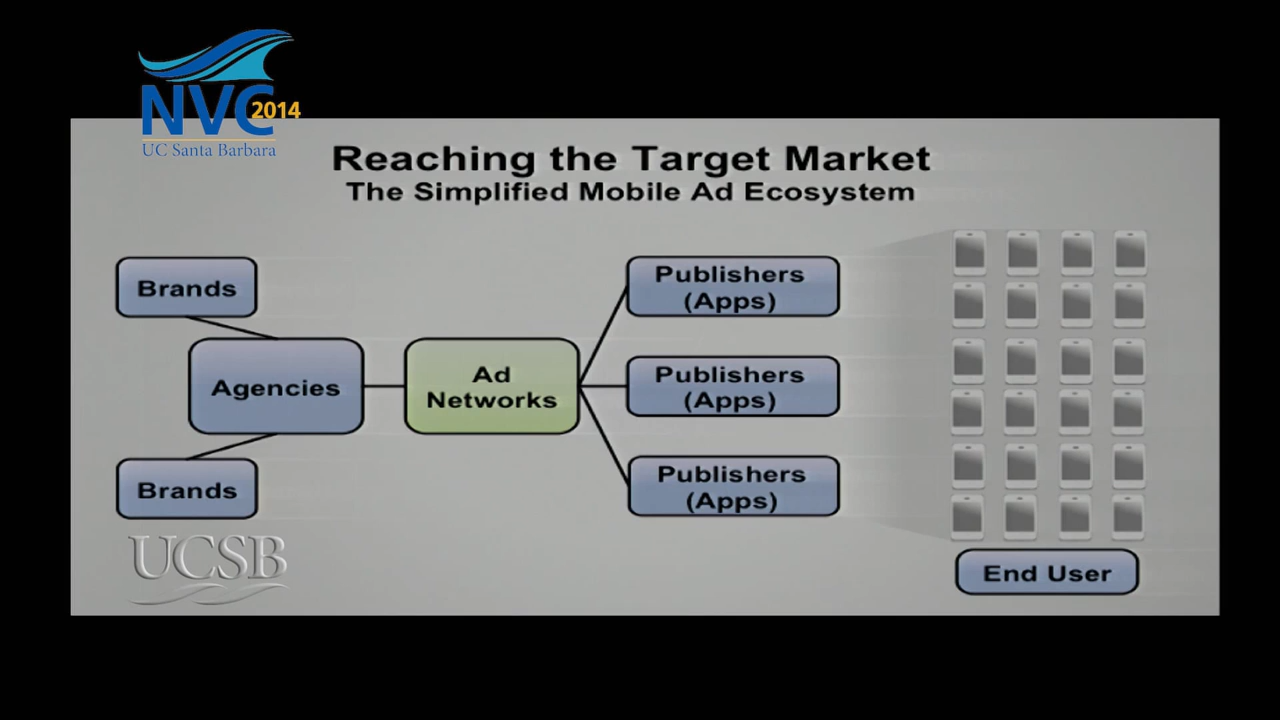 NVC 2014
UC Santa Barbara
Reaching the Target Market
The Simplified Mobile Ad Ecosystem
Brands
Agencies
Brands
Ad
Networks
Publishers
(Apps)
Publishers
(Apps)
Publishers
(Apps)
End User
UCSB